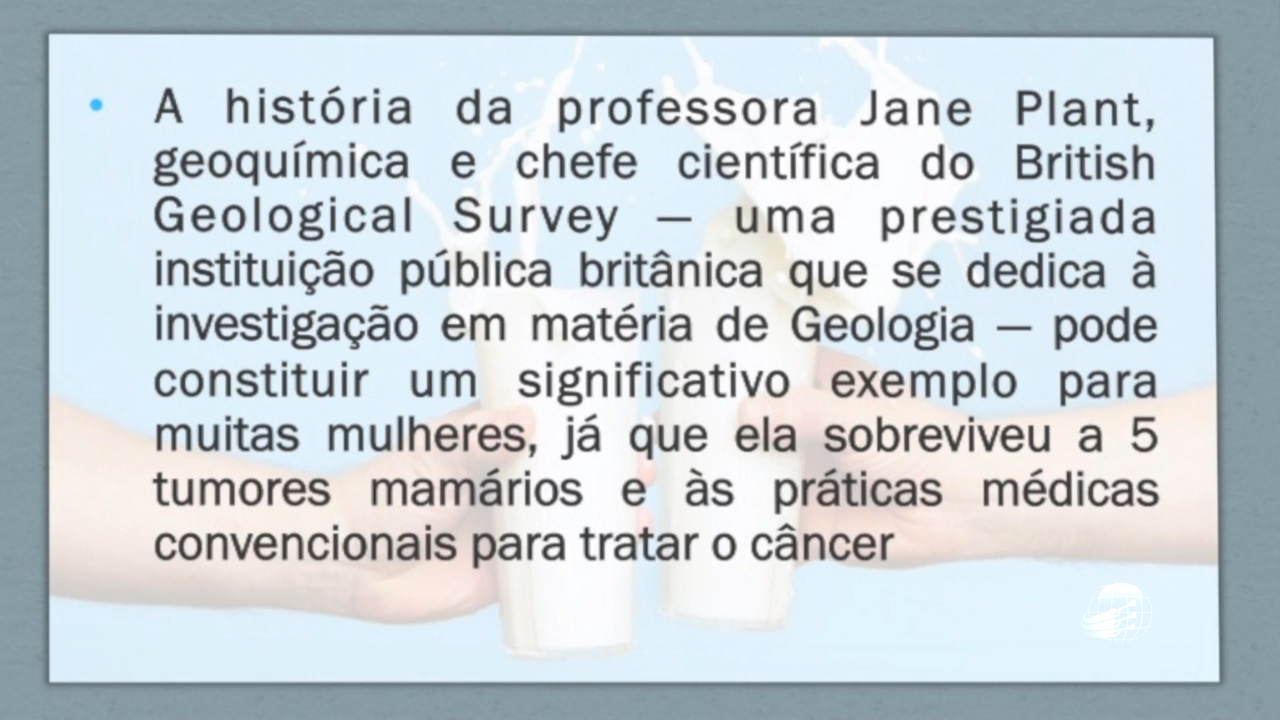 • A história da professora Jane Plant,
geoquímica e chefe científica do British
Geological Survey — uma prestigiada
instituição pública britânica que se dedica à
investigação em matéria de Geologia — pode
constituir um significativo exemplo para
muitas mulheres, já que ela sobreviveu a 5
tumores mamários e às práticas médicas
convencionais para tratar o câncer